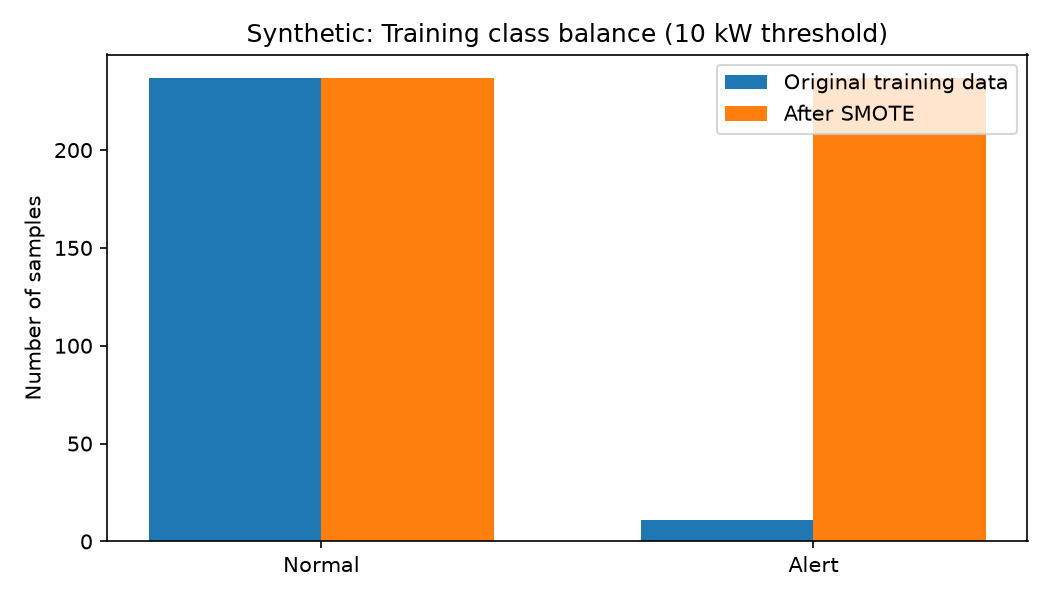 Synthetic: Training class balance (10 kW threshold)
Original training data
After SMOTE
Number of samples
200
150
100
50
0
Normal
Alert